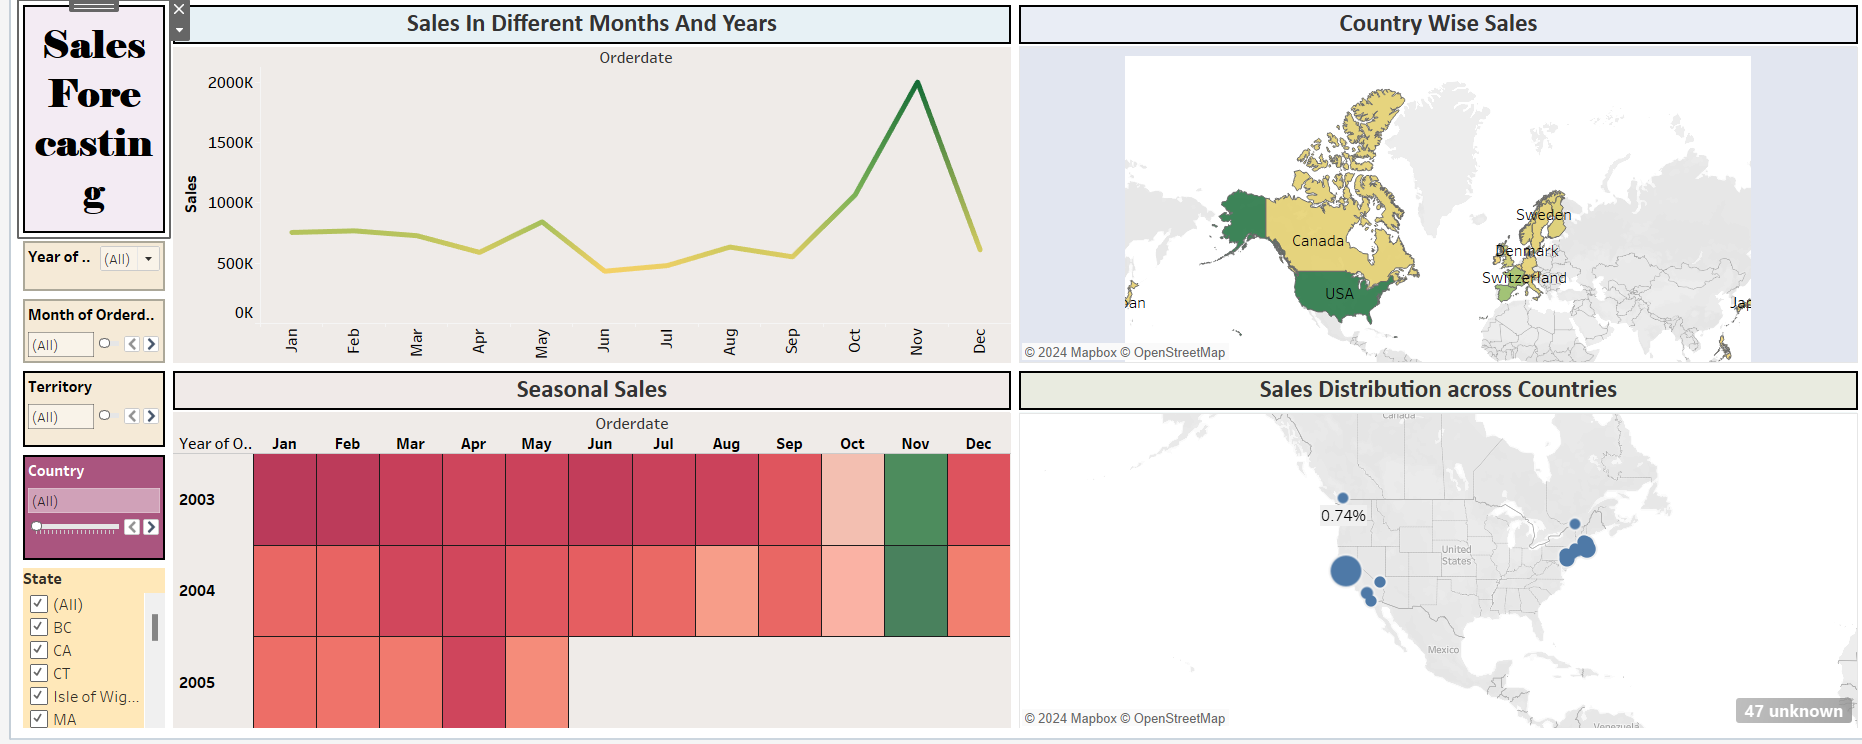 Sales
Fore
castin
g
Year of .. (All)
Month of Orderd..
(All)
Territory
(All)
Country
(All)
State
(All)
BC
CA
CT
Isle of Wig...
MA
Sales In Different Months And Years
Orderdate
2000K
1500K
1000K
500K
0K
Sales
Jan Feb Mar Apr May Jun Jul Aug Sep Oct Nov Dec
Country Wise Sales
Canada
USA
Sweden
Denmark
Switzerland
an
Jap
© 2024 Mapbox © OpenStreetMap
Seasonal Sales
Orderdate
Year of O.. Jan Feb Mar Apr May Jun Jul Aug Sep Oct Nov Dec
2003
2004
2005
Sales Distribution across Countries
Canada
0.74%
United
States
Mexico
Venezuela
© 2024 Mapbox © OpenStreetMap
47 unknown